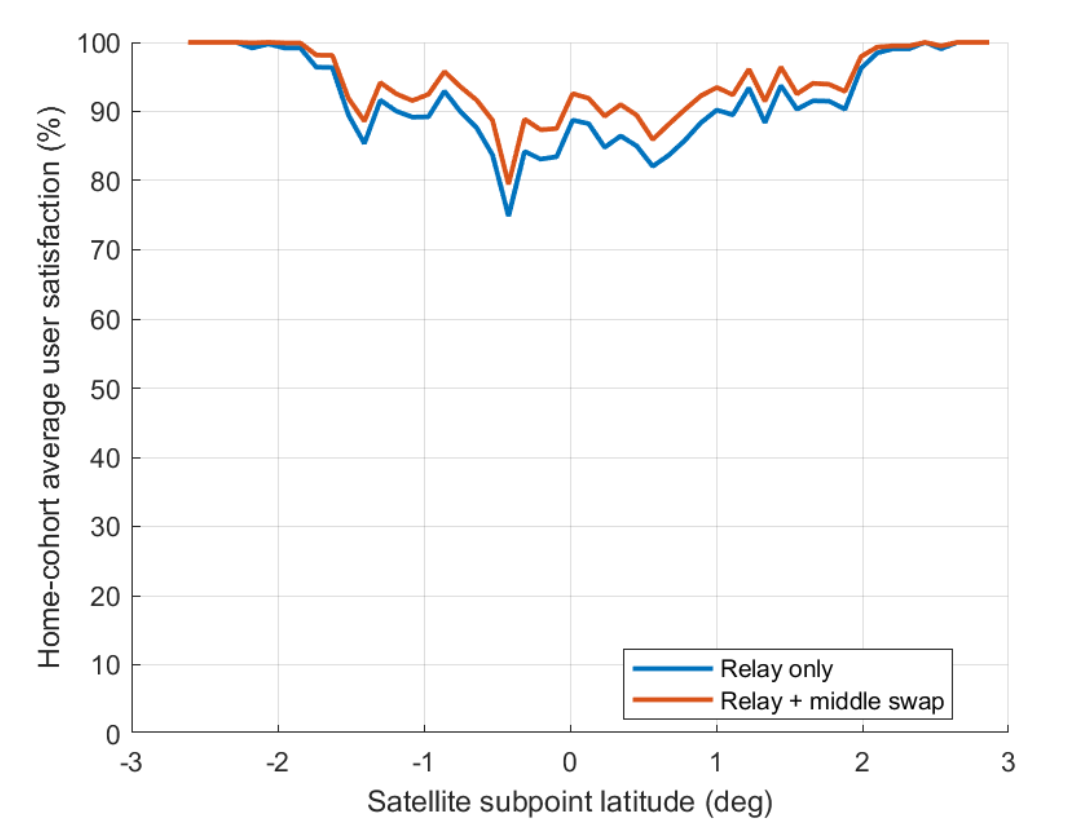 Home-cohort average user satisfaction (%)
100
90
80
70
60
50
40
30
20
10
0
-3 -2 -1 0 1 2 3
Satellite subpoint latitude (deg)
Relay only
Relay + middle swap